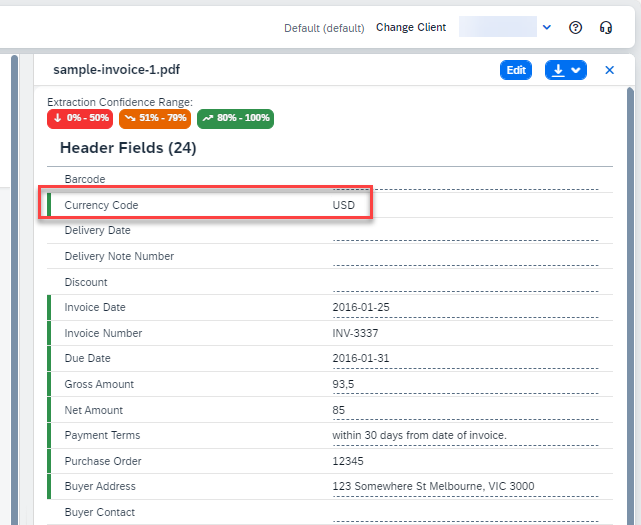 Default (default) Change Client
sample-invoice-1.pdf Edit
Extraction Confidence Range:
0% - 50% 51% - 79% 80% - 100%
Header Fields (24)
Barcode
Currency Code USD
Delivery Date
Delivery Note Number
Discount
Invoice Date 2016-01-25
Invoice Number INV-3337
Due Date 2016-01-31
Gross Amount 93,5
Net Amount 85
Payment Terms within 30 days from date of invoice.
Purchase Order 12345
Buyer Address 123 Somewhere St Melbourne, VIC 3000
Buyer Contact